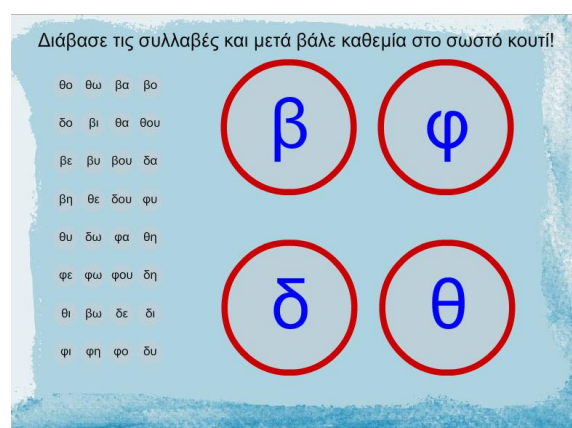 Διάβασε τις συλλαβές και μετά βάλε καθεμία στο σωστό κουτί!
θο θω βα βο
δο βι θα θου
βε βυ βου δα
βη θε δου φυ
θυ δω φα θη
φε φω φου δη
θι βω δε δι
φι φη φο δυ
β φ
δ θ